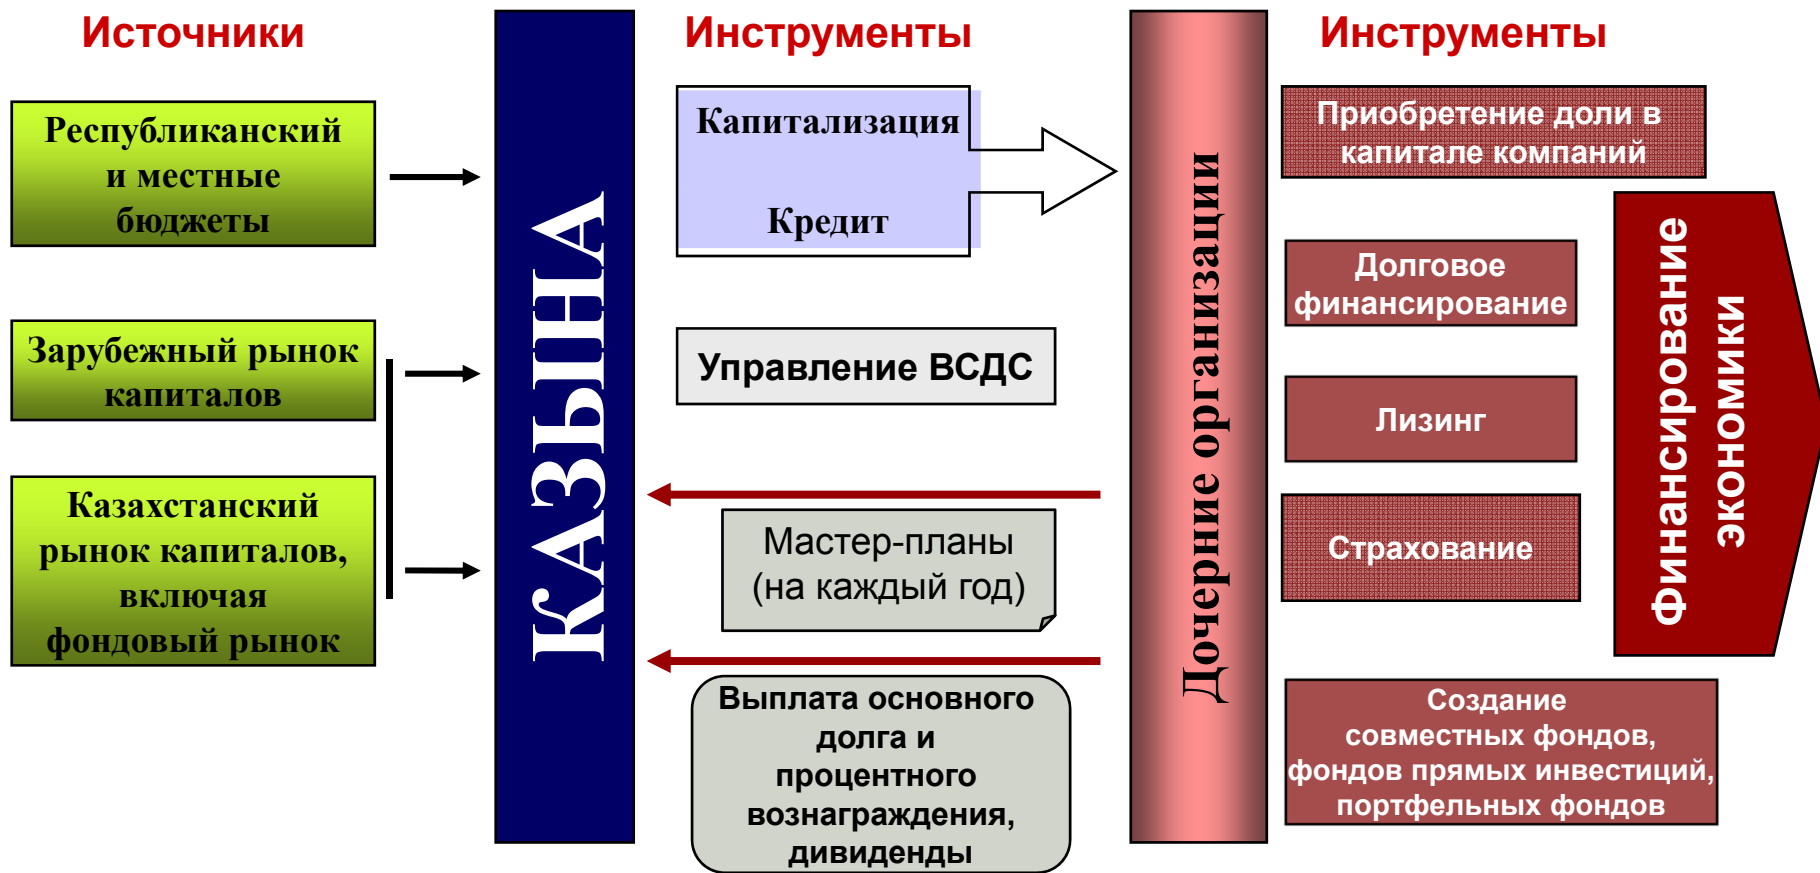 Источники
Республиканский
и местные
бюджеты
Зарубежный рынок
капиталов
Казахстанский
рынок капиталов,
включая
фондовый рынок
КАЗЫНА
Инструменты
Капитализация
Кредит
Управление ВСДС
Мастер-планы
(на каждый год)
Выплата основного
долга и
процентного
вознаграждения,
дивиденды
Дочерние организации
Инструменты
Приобретение доли в
капитале компаний
Долговое
финансирование
Лизинг
Страхование
Создание
совместных фондов,
фондов прямых инвестиций,
портфельных фондов
Финансирование
экономики